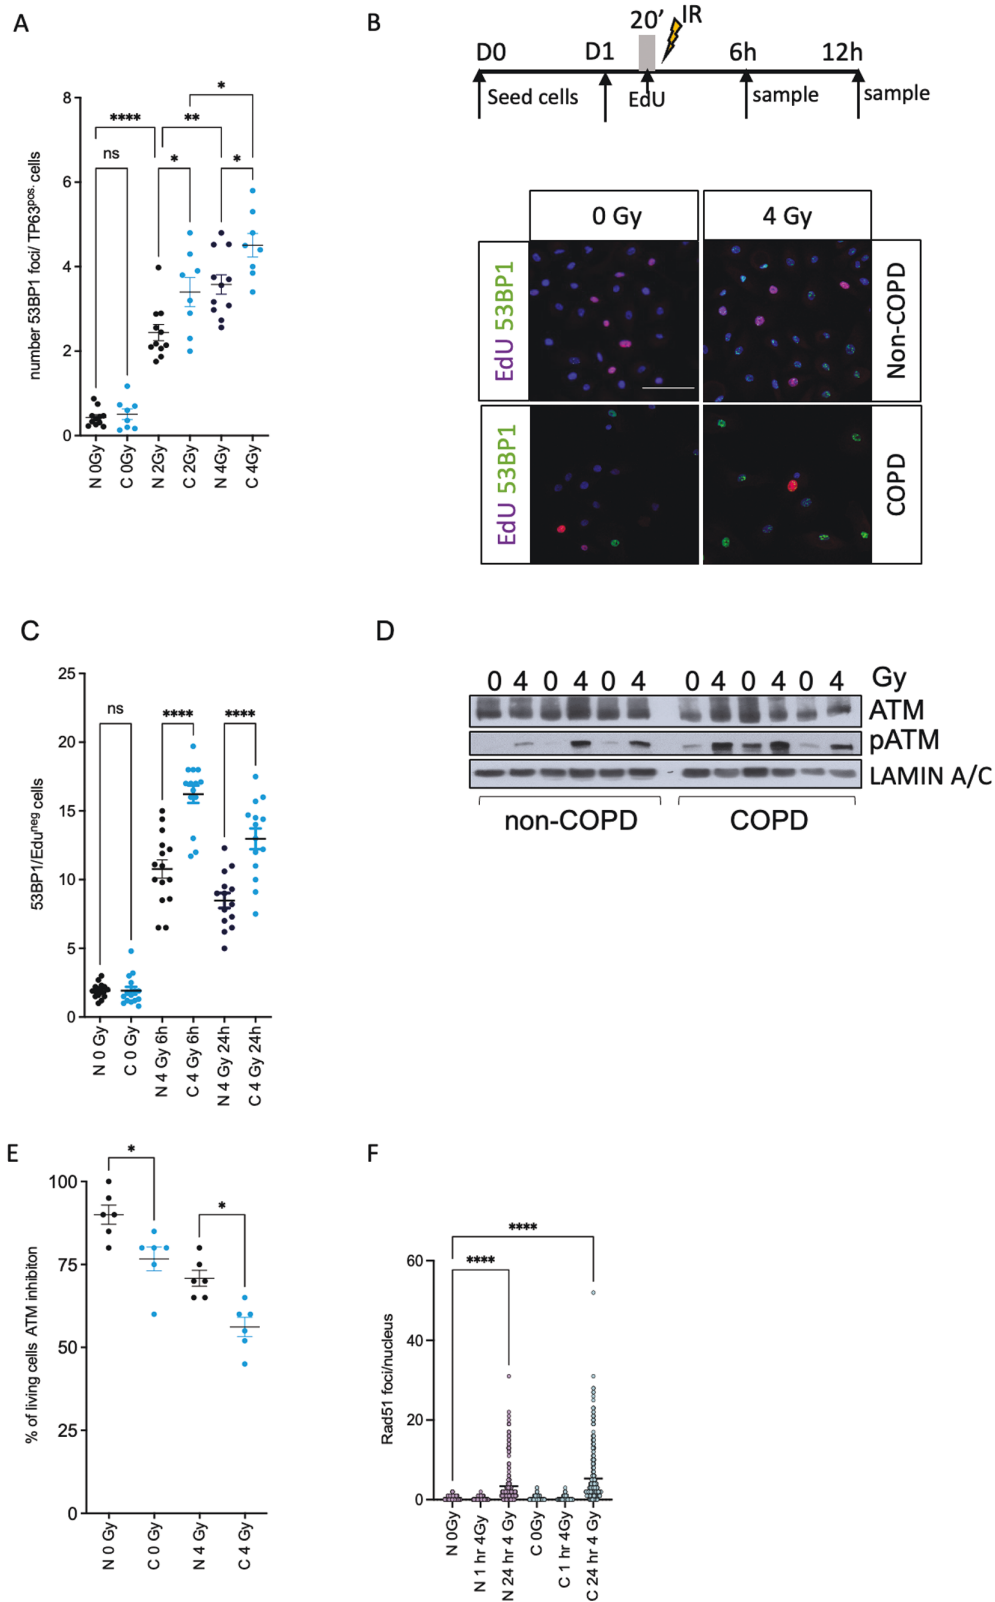 A
number 53BP1 foci/ TP63pos. cells
8
6
4
2
0
****
ns
**
*
*
*
N 0Gy
C 0Gy
N 2Gy
C 2Gy
N 4Gy
C 4Gy
B
20’
IR
D0
D1
6h
12h
Seed cells
EdU
sample
sample
0 Gy
4 Gy
EdU 53BP1
Non-COPD
EdU 53BP1
COPD
C
53BP1/Eduneg cells
25
20
15
10
5
0
ns
****
****
N 0 Gy
C 0 Gy
N 4 Gy 6h
C 4 Gy 6h
N 4 Gy 24h
C 4 Gy 24h
D
0 4 0 4 0 4 0 4 0 4 0 4 Gy
ATM
pATM
LAMIN A/C
non-COPD
COPD
E
% of living cells ATM inhibiton
100
75
50
25
0
*
*
N 0 Gy
C 0 Gy
N 4 Gy
C 4 Gy
F
Rad51 foci/nucleus
60
40
20
0
****
****
N 0Gy
N 1 hr 4Gy
N 24 hr 4 Gy
C 0Gy
C 1 hr 4Gy
C 24 hr 4 Gy